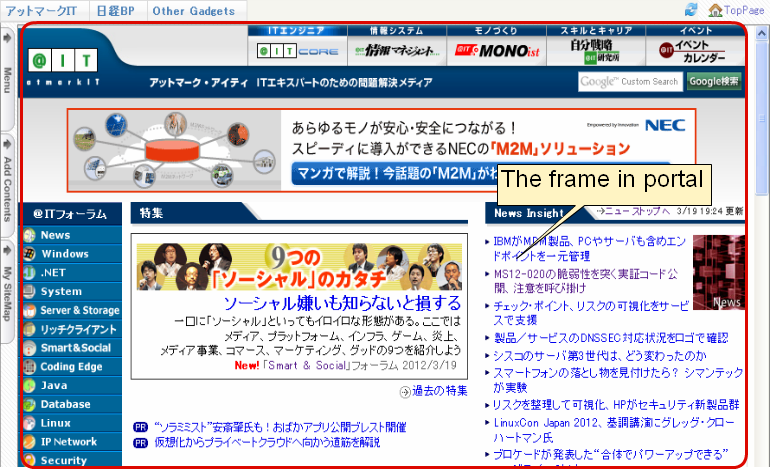 アットマークIT
日経BP
Other Gadgets
TopPage
Menu
Add Contents
My SiteMap
@IT
atmarkIT
ITエンジニア
情報システム
モノづくり
スキルとキャリア
イベント
@IT CORE
@IT 情報マネジメント
@IT MONOist
自分戦略
@IT 研究所
@IT イベント
カレンダー
アットマーク・アイティ ITエキスパートのための問題解決メディア
Google™ Custom Search
Google検索
あらゆるモノが安心・安全につながる！
スピーディに導入ができるNECの「M2M」ソリューション
マンガで解説！今話題の「M2M」がわ
Empowered by Innovation
NEC
The frame in portal
@ITフォーラム
News
Windows
.NET
System
Server & Storage
リッチクライアント
Smart&Social
Coding Edge
Java
Database
Linux
IP Network
Security
特集
9つの
「ソーシャル」のカタチ
ソーシャル嫌いも知らないと損する
一口に「ソーシャル」といってもイロイロな形態がある。ここでは
メディア、プラットフォーム、インフラ、ゲーム、炎上、
メディア事業、コマース、マーケティング、グッドの9つを紹介しよう
New! 「Smart & Social」フォーラム 2012/3/19
過去の特集
PR “ソラミミスト”安齋肇氏も！おばかアプリ公開ブレスト開催
PR 仮想化からプライベートクラウドへ向かう道筋を解説
News Insight
ニューストップへ 3/19 19:24 更新
IBMがMDM製品、PCやサーバも含めエン
ドポイントを一元管理
MS12-020の脆弱性を突く実証コード公
開、注意を呼び掛け
チェック・ポイント、リスクの可視化をサービ
スで支援
製品／サービスのDNSSEC対応状況をロゴで確認
シスコのサーバ第3世代は、どう変わったのか
スマートフォンの落とし物を見付けたら？ シマンテック
が実験
リスクを整理して可視化、HPがセキュリティ新製品群
LinuxCon Japan 2012、基調講演にグレッグ・クロー
ハートマン氏
ブロケードが発表した“合体でパワーアップできる”
News